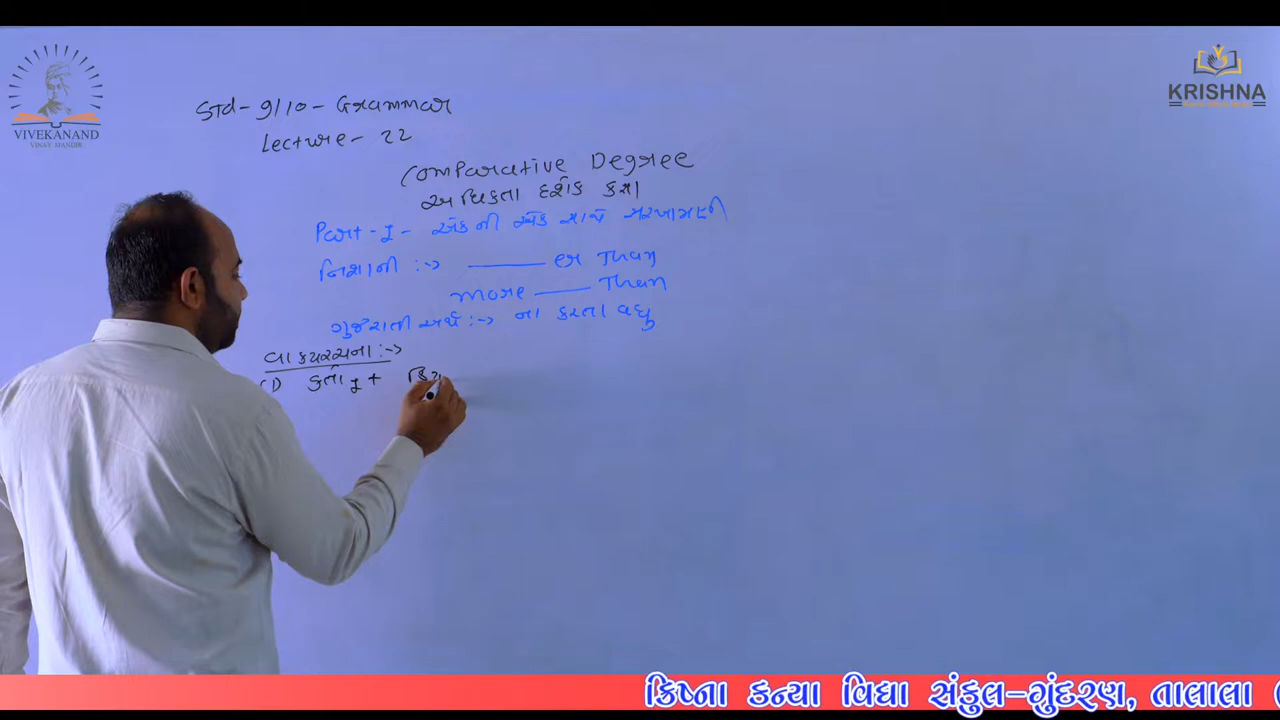 VIVEKANAND
VINAY MANDIR
KRISHNA
Std - 9/10 - Grammar
Lecture - 22
Comparative Degree
અધિકતા દર્શક કક્ષા
Part - I - એક ની એક સાથે સરખામણી
નિશાની :→ ______ er Than
more ______ Than
ગુજરાતી અર્થ :→ ના કરતા વધુ
વાક્યરચના :→
(1) કર્તા I + ક્રિય
ક્રિષ્ના કન્યા વિદ્યા સંકુલ-ગુંદરણ, તાલાલા